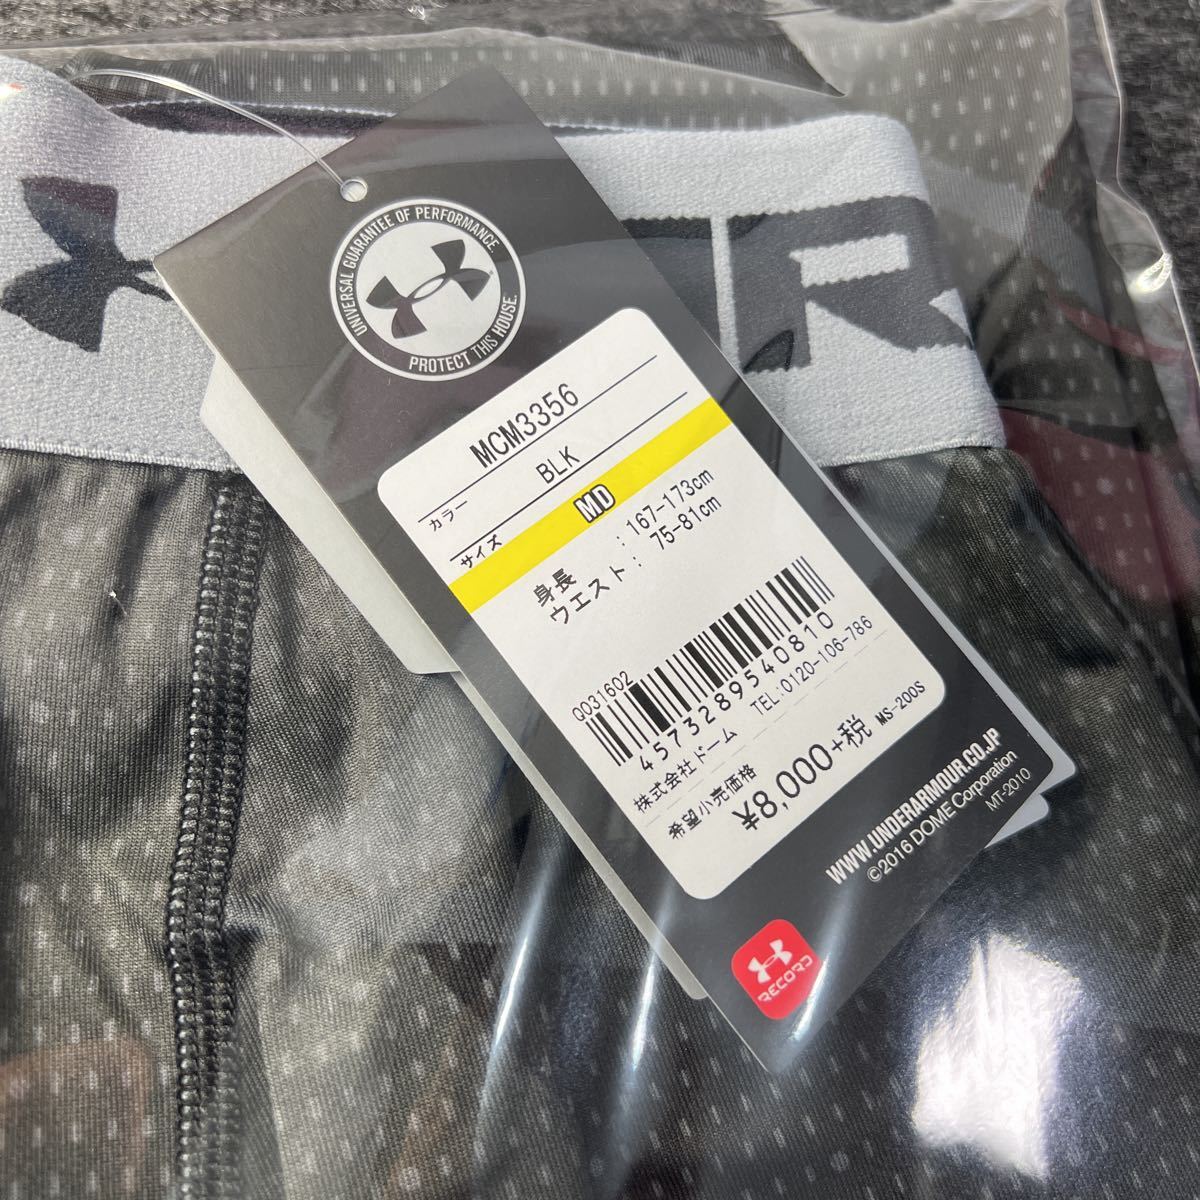 UNIVERSAL GUARANTEE OF PERFORMANCE.
PROTECT THIS HOUSE.
MCM3356
カラー BLK
サイズ MD
身長 : 167-173cm
ウエスト : 75-81cm
Q031602
4573289540810
株式会社ドーム TEL:0120-106-786
希望小売価格
¥8,000+税 MS-200S
WWW.UNDERARMOUR.CO.JP
©2016 DOME Corporation
MT-2010
RECORD